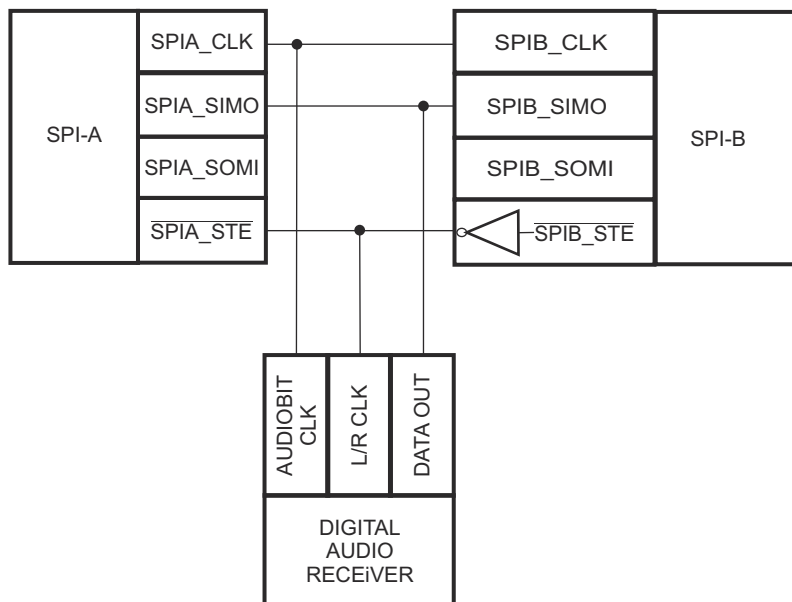 SPI-A
SPIA_CLK
SPIA_SIMO
SPIA_SOMI
SPIA_STE
SPIB_CLK
SPIB_SIMO
SPIB_SOMI
SPIB_STE
SPI-B
AUDIOBIT
CLK
L/R CLK
DATA OUT
DIGITAL
AUDIO
RECEiVER